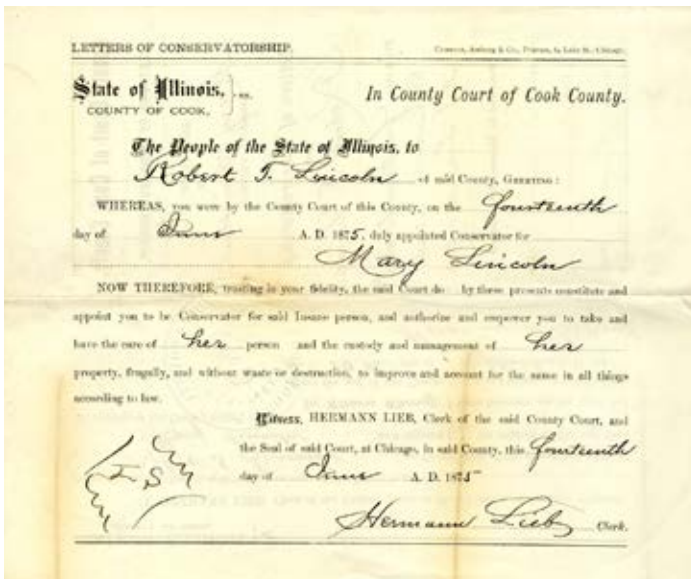 LETTERS OF CONSERVATORSHIP.
State of Illinois, } ss.
COUNTY OF COOK.
In County Court of Cook County.
The People of the State of Illinois, to
Robert T. Lincoln of said County, GREETING:
WHEREAS, you were by the County Court of this County, on the fourteenth
day of June A. D. 1875, duly appointed Conservator for
Mary Lincoln
NOW THEREFORE, trusting in your fidelity, the said Court do by these presents constitute and
appoint you to be Conservator for said Insane person, and authorize and empower you to take and
have the care of her person and the custody and management of her
property, frugally, and without waste or destruction, to improve and account for the same in all things
according to law.
Witness, HERMANN LIEB, Clerk of the said County Court, and
the Seal of said Court, at Chicago, in said County, this fourteenth
day of June A. D. 1875
L.S
Hermann Lieb Clerk.